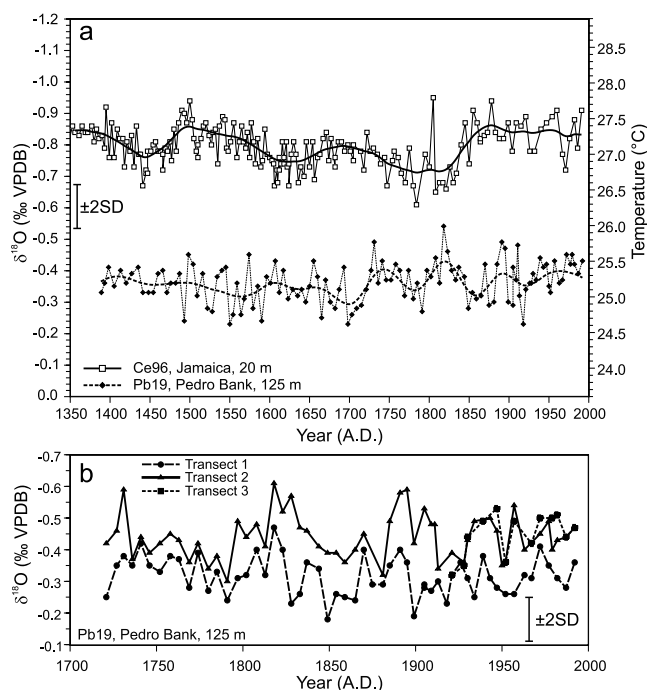 a
-1.2
-1.1
-1.0
-0.9
-0.8
-0.7
-0.6
-0.5
-0.4
-0.3
-0.2
-0.1
0.0
δ¹⁸O (‰ VPDB)
±2SD
28.0
27.5
27.0
26.5
26.0
25.5
25.0
24.5
24.0
Temperature (°C)
Ce96, Jamaica, 20 m
Pb19, Pedro Bank, 125 m
1350 1400 1450 1500 1550 1600 1650 1700 1750 1800 1850 1900 1950 2000
Year (A.D.)
b
-0.7
-0.6
-0.5
-0.4
-0.3
-0.2
-0.1
δ¹⁸O (‰ VPDB)
Transect 1
Transect 2
Transect 3
±2SD
Pb19, Pedro Bank, 125 m
1700 1750 1800 1850 1900 1950 2000
Year (A.D.)